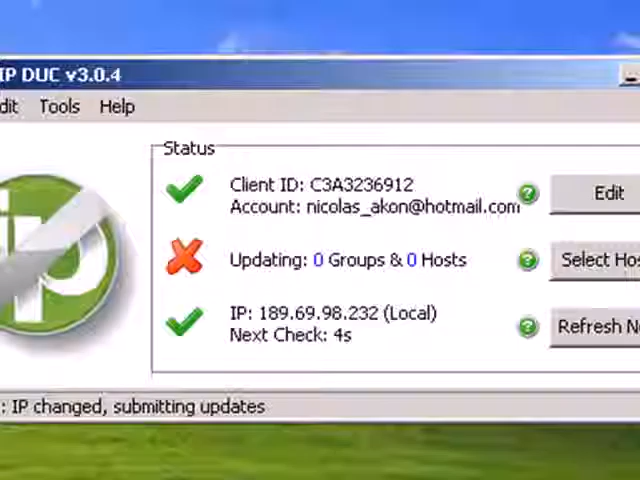 IP DUC v3.0.4
dit Tools Help
Status
Client ID: C3A3236912
Account: nicolas_akon@hotmail.com
Edit
Updating: 0 Groups & 0 Hosts
Select Hos
IP: 189.69.98.232 (Local)
Next Check: 4s
Refresh N
: IP changed, submitting updates
ip